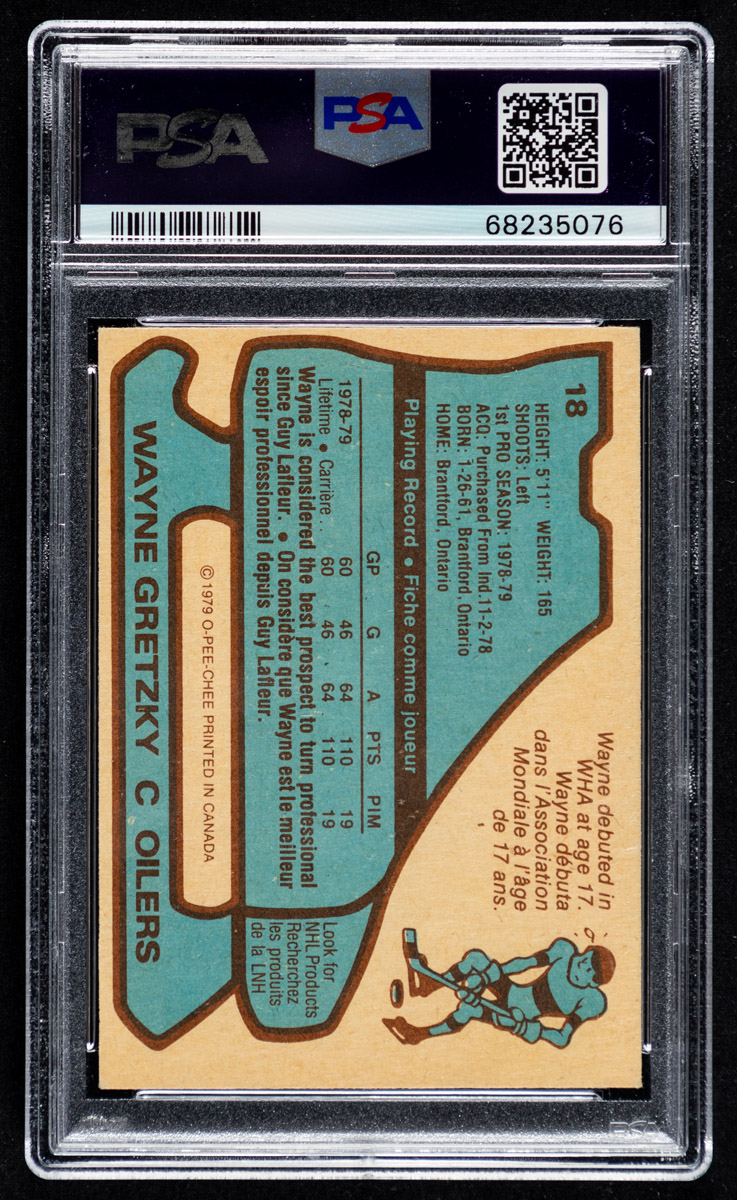 PSA
PSA
68235076
18
HEIGHT: 5'11" WEIGHT: 165
SHOOTS: Left
1st PRO SEASON: 1978-79
ACQ: Purchased From Ind.11-2-78
BORN: 1-26-61, Brantford, Ontario
HOME: Brantford, Ontario
Wayne debuted in
WHA at age 17.
Wayne débuta
dans l'Association
Mondiale à l'âge
de 17 ans.
Playing Record • Fiche comme joueur
GP G A PTS PIM
1978-79 60 46 64 110 19
Lifetime • Carrière ... 60 46 64 110 19
Wayne is considered the best prospect to turn professional
since Guy Lafleur. • On considère que Wayne est le meilleur
espoir professionnel depuis Guy Lafleur.
Look for
NHL Products
Recherchez
les produits
de la LNH
© 1979 O-PEE-CHEE PRINTED IN CANADA
WAYNE GRETZKY C OILERS
PSA